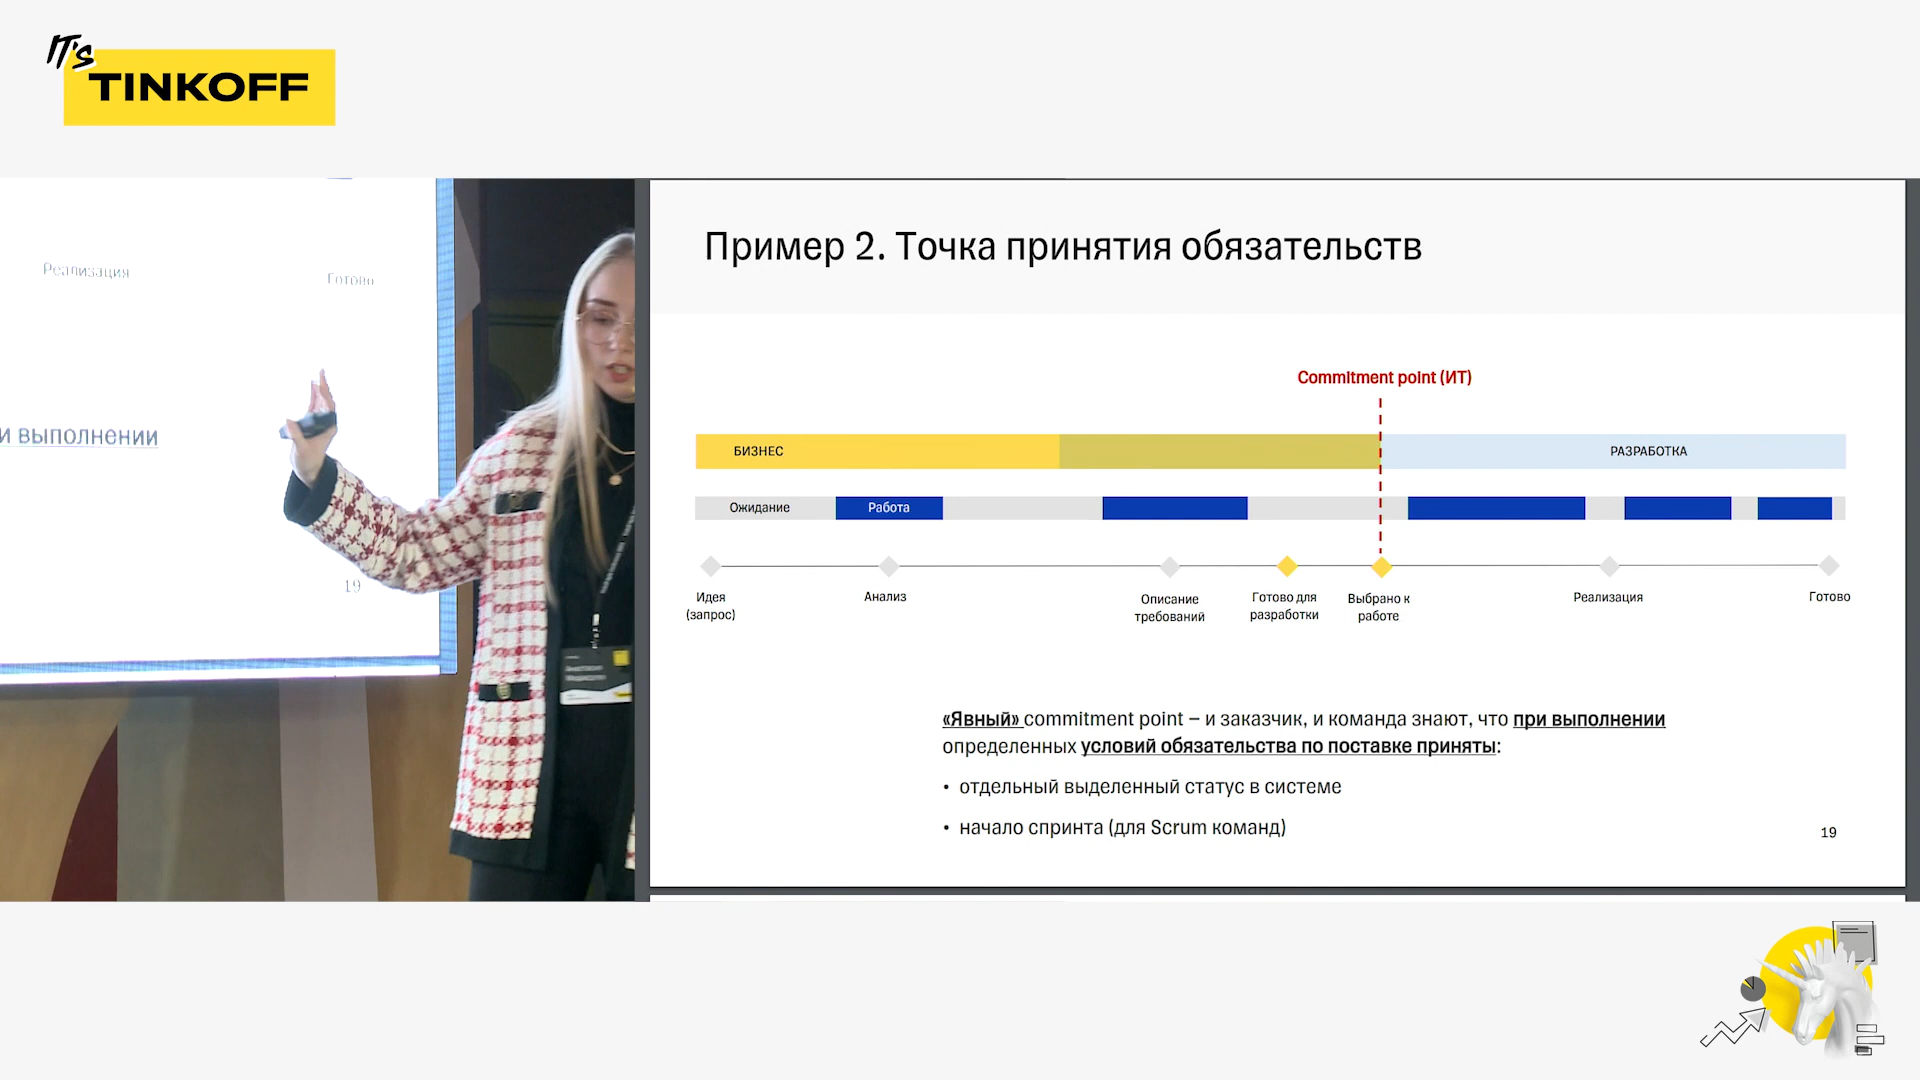 IT's
TINKOFF
Реализация
Готово
и выполнении
19
Пример 2. Точка принятия обязательств
Commitment point (ИТ)
БИЗНЕС
РАЗРАБОТКА
Ожидание
Работа
Идея
(запрос)
Анализ
Описание
требований
Готово для
разработки
Выбрано к
работе
Реализация
Готово
«Явный» commitment point – и заказчик, и команда знают, что при выполнении
определенных условий обязательства по поставке приняты:
• отдельный выделенный статус в системе
• начало спринта (для Scrum команд)
19